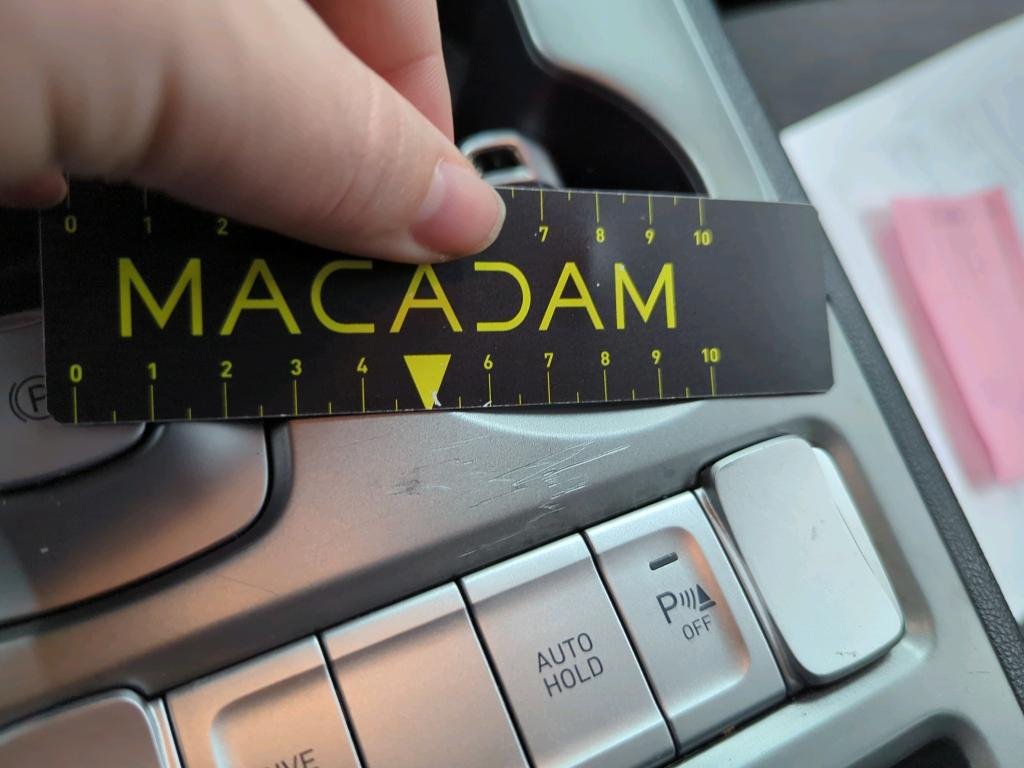 0 1 2 7 8 9 10
MACADAM
0 1 2 3 4 6 7 8 9 10
P
P OFF
AUTO
HOLD